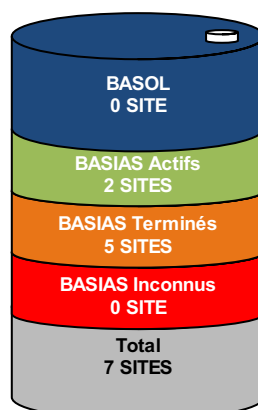 BASOL
0 SITE
BASIAS Actifs
2 SITES
BASIAS Terminés
5 SITES
BASIAS Inconnus
0 SITE
Total
7 SITES